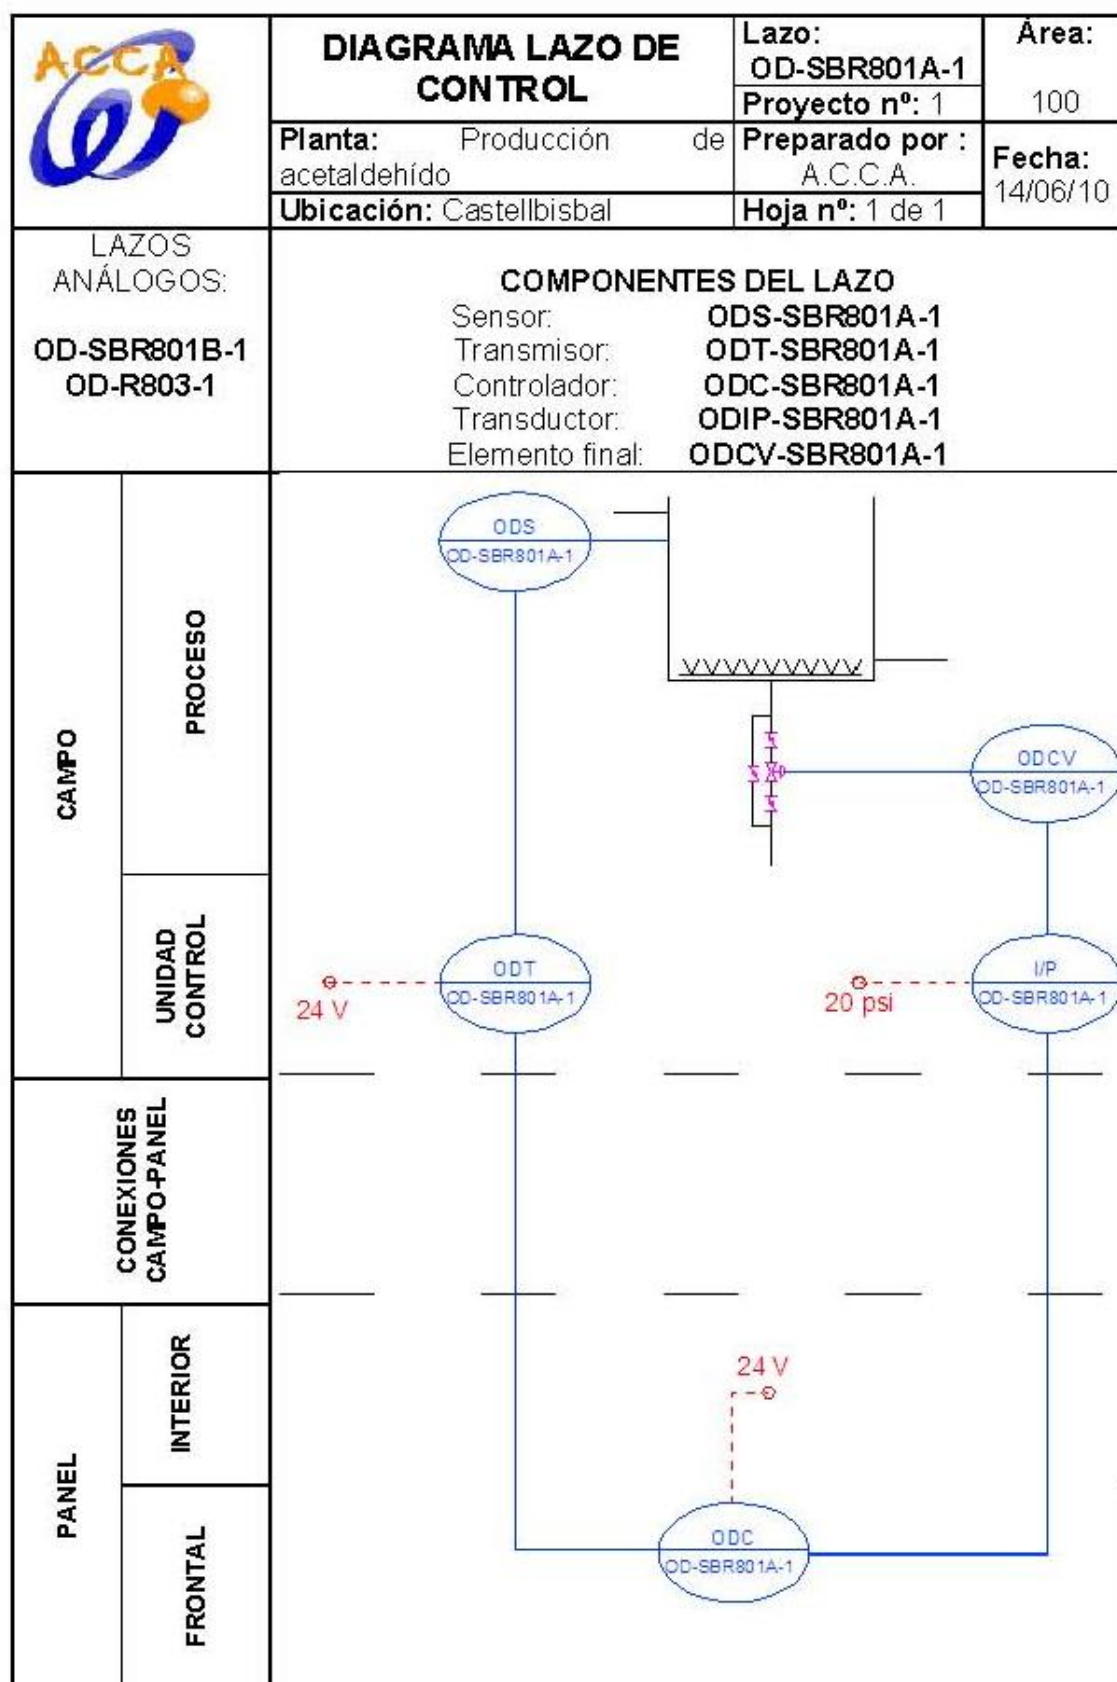 ACCA
DIAGRAMA LAZO DE
CONTROL
Lazo:
OD-SBR801A-1
Proyecto nº: 1
Área:
100
Planta: Producción de
acetaldehído
Preparado por :
A.C.C.A.
Fecha:
14/06/10
Ubicación: Castellbisbal
Hoja nº: 1 de 1
LAZOS
ANÁLOGOS:
OD-SBR801B-1
OD-R803-1
COMPONENTES DEL LAZO
Sensor: ODS-SBR801A-1
Transmisor: ODT-SBR801A-1
Controlador: ODC-SBR801A-1
Transductor: ODIP-SBR801A-1
Elemento final: ODCV-SBR801A-1
CAMPO
PROCESO
ODS
OD-SBR801A-1
ODCV
OD-SBR801A-1
UNIDAD
CONTROL
24 V
ODT
OD-SBR801A-1
20 psi
I/P
OD-SBR801A-1
CONEXIONES
CAMPO-PANEL
PANEL
INTERIOR
24 V
FRONTAL
ODC
OD-SBR801A-1